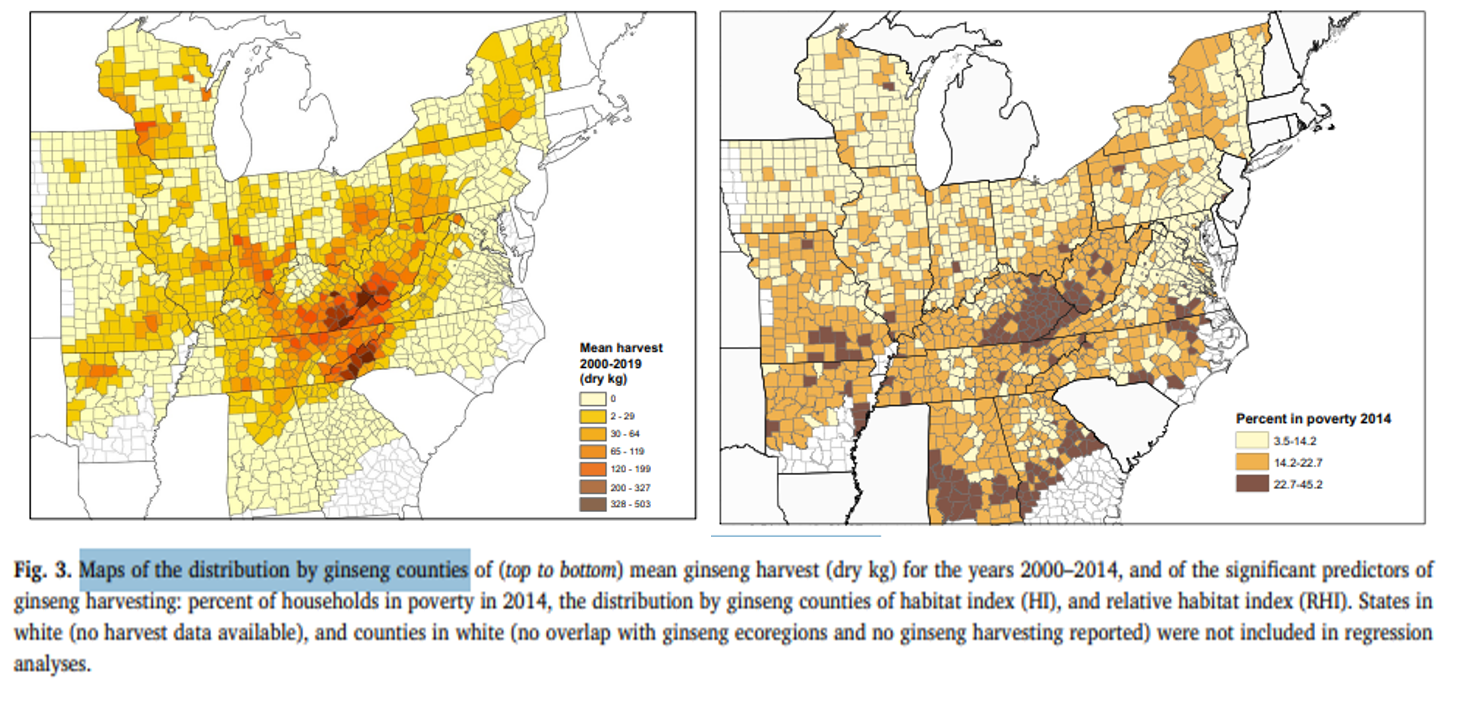 Mean harvest
2000-2019
(dry kg)
0
2 - 29
30 - 64
65 - 119
120 - 199
200 - 327
328 - 503
Percent in poverty 2014
3.5-14.2
14.2-22.7
22.7-45.2
Fig. 3. Maps of the distribution by ginseng counties of (top to bottom) mean ginseng harvest (dry kg) for the years 2000–2014, and of the significant predictors of
ginseng harvesting: percent of households in poverty in 2014, the distribution by ginseng counties of habitat index (HI), and relative habitat index (RHI). States in
white (no harvest data available), and counties in white (no overlap with ginseng ecoregions and no ginseng harvesting reported) were not included in regression
analyses.